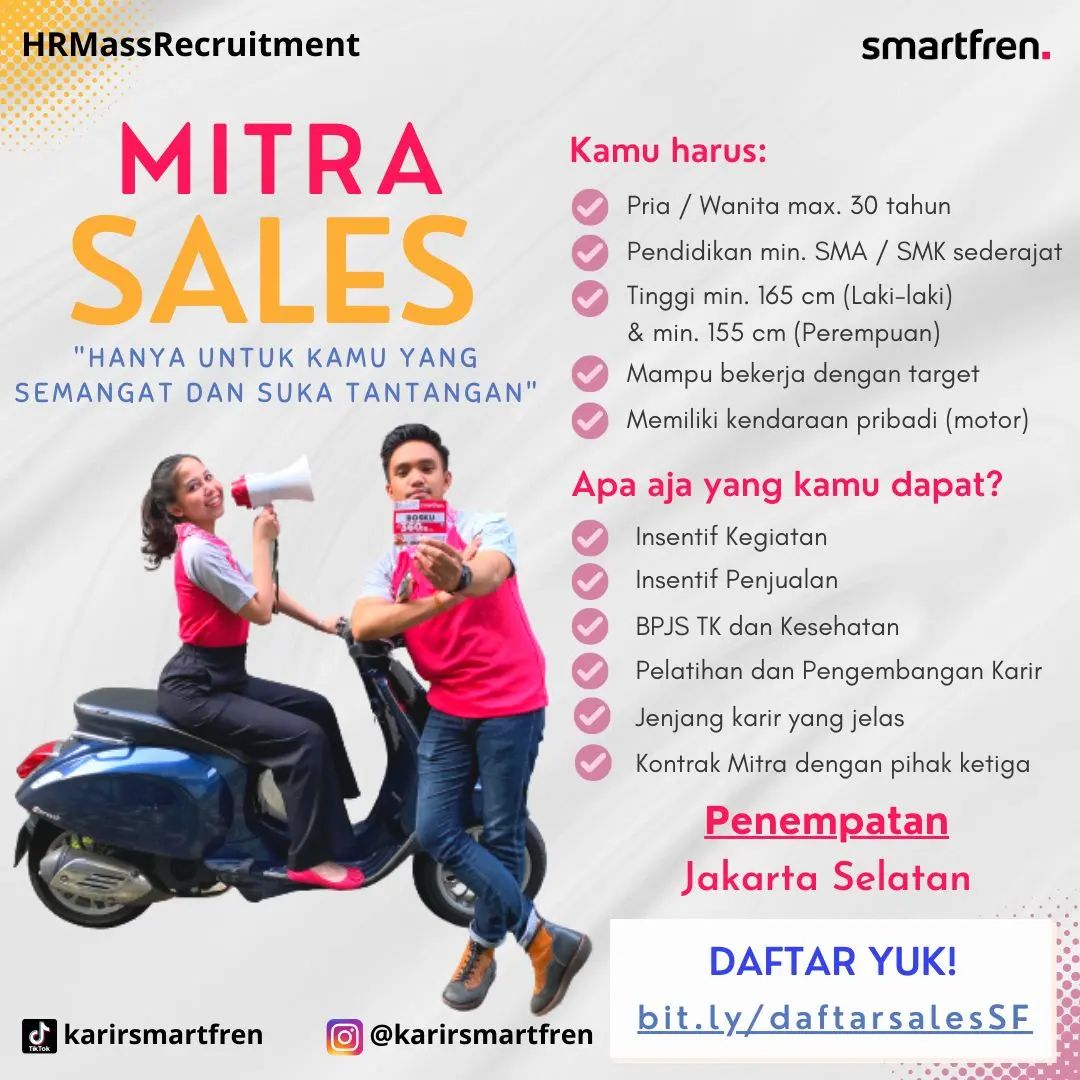 HRMassRecruitment
smartfren.
MITRA
SALES
"HANYA UNTUK KAMU YANG
SEMANGAT DAN SUKA TANTANGAN"
Kamu harus:
Pria / Wanita max. 30 tahun
Pendidikan min. SMA / SMK sederajat
Tinggi min. 165 cm (Laki-laki)
& min. 155 cm (Perempuan)
Mampu bekerja dengan target
Memiliki kendaraan pribadi (motor)
Apa aja yang kamu dapat?
Insentif Kegiatan
Insentif Penjualan
BPJS TK dan Kesehatan
Pelatihan dan Pengembangan Karir
Jenjang karir yang jelas
Kontrak Mitra dengan pihak ketiga
Penempatan
Jakarta Selatan
DAFTAR YUK!
bit.ly/daftarsalesSF
smartfren.
BOSKU
TikTok
karirsmartfren
@karirsmartfren